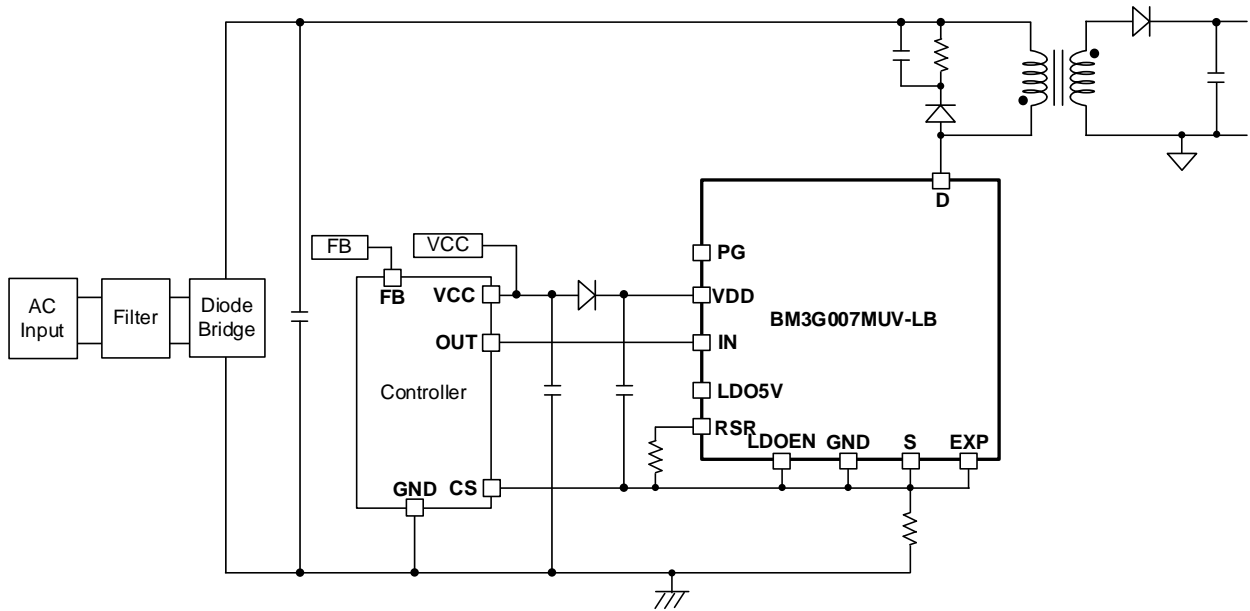 D
PG
FB
VCC
AC
Input
Filter
Diode
Bridge
FB
VCC
VDD
BM3G007MUV-LB
OUT
IN
Controller
LDO5V
RSR
LDOEN
GND
S
EXP
GND
CS